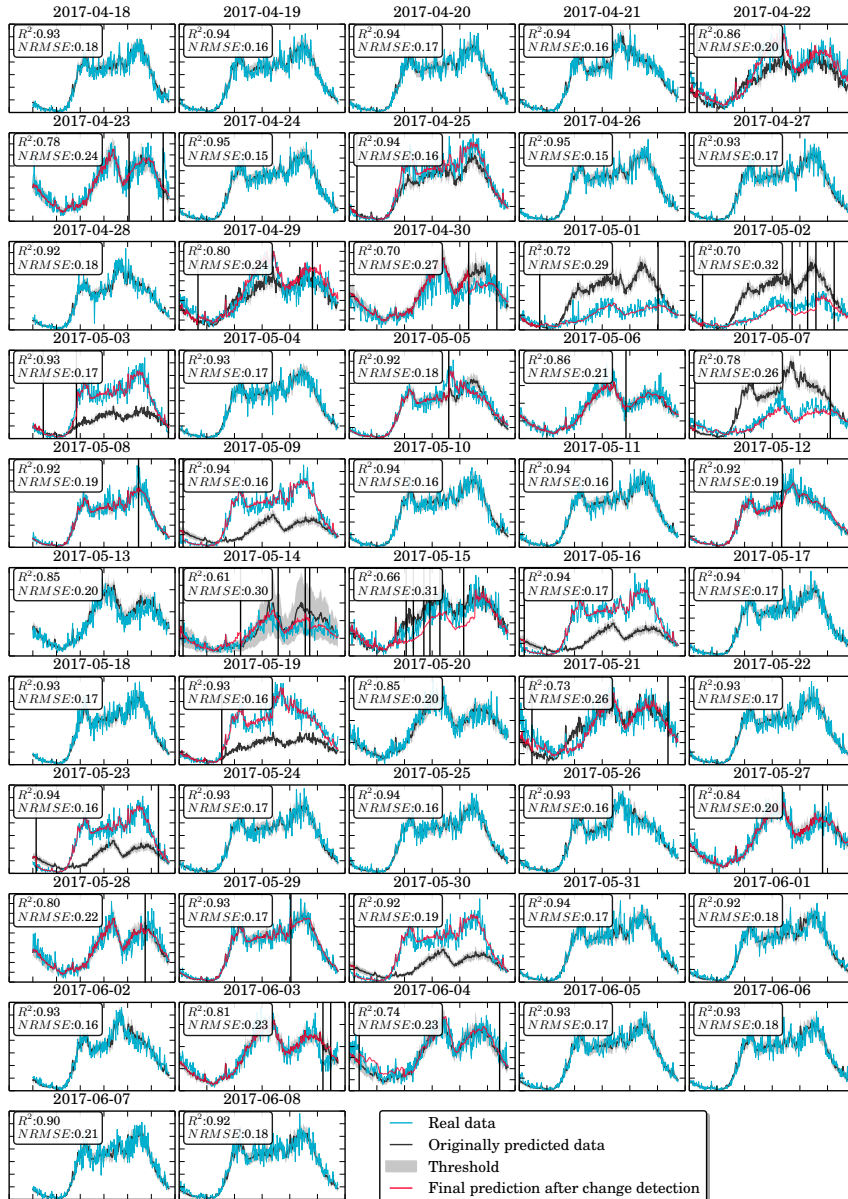 2017-04-18 2017-04-19 2017-04-20 2017-04-21 2017-04-22
R²:0.93 R²:0.94 R²:0.94 R²:0.94 R²:0.86
NRMSE:0.18 NRMSE:0.16 NRMSE:0.17 NRMSE:0.16 NRMSE:0.20
2017-04-23 2017-04-24 2017-04-25 2017-04-26 2017-04-27
R²:0.78 R²:0.95 R²:0.94 R²:0.95 R²:0.93
NRMSE:0.24 NRMSE:0.15 NRMSE:0.16 NRMSE:0.15 NRMSE:0.17
2017-04-28 2017-04-29 2017-04-30 2017-05-01 2017-05-02
R²:0.92 R²:0.80 R²:0.70 R²:0.72 R²:0.70
NRMSE:0.18 NRMSE:0.24 NRMSE:0.27 NRMSE:0.29 NRMSE:0.32
2017-05-03 2017-05-04 2017-05-05 2017-05-06 2017-05-07
R²:0.93 R²:0.93 R²:0.92 R²:0.86 R²:0.78
NRMSE:0.17 NRMSE:0.17 NRMSE:0.18 NRMSE:0.21 NRMSE:0.26
2017-05-08 2017-05-09 2017-05-10 2017-05-11 2017-05-12
R²:0.92 R²:0.94 R²:0.94 R²:0.94 R²:0.92
NRMSE:0.19 NRMSE:0.16 NRMSE:0.16 NRMSE:0.16 NRMSE:0.19
2017-05-13 2017-05-14 2017-05-15 2017-05-16 2017-05-17
R²:0.85 R²:0.61 R²:0.66 R²:0.94 R²:0.94
NRMSE:0.20 NRMSE:0.30 NRMSE:0.31 NRMSE:0.17 NRMSE:0.17
2017-05-18 2017-05-19 2017-05-20 2017-05-21 2017-05-22
R²:0.93 R²:0.93 R²:0.85 R²:0.73 R²:0.93
NRMSE:0.17 NRMSE:0.16 NRMSE:0.20 NRMSE:0.26 NRMSE:0.17
2017-05-23 2017-05-24 2017-05-25 2017-05-26 2017-05-27
R²:0.94 R²:0.93 R²:0.94 R²:0.93 R²:0.84
NRMSE:0.16 NRMSE:0.17 NRMSE:0.16 NRMSE:0.16 NRMSE:0.20
2017-05-28 2017-05-29 2017-05-30 2017-05-31 2017-06-01
R²:0.80 R²:0.93 R²:0.92 R²:0.94 R²:0.92
NRMSE:0.22 NRMSE:0.17 NRMSE:0.19 NRMSE:0.17 NRMSE:0.18
2017-06-02 2017-06-03 2017-06-04 2017-06-05 2017-06-06
R²:0.93 R²:0.81 R²:0.74 R²:0.93 R²:0.93
NRMSE:0.16 NRMSE:0.23 NRMSE:0.23 NRMSE:0.17 NRMSE:0.18
2017-06-07 2017-06-08
R²:0.90 R²:0.92
NRMSE:0.21 NRMSE:0.18
Real data
Originally predicted data
Threshold
Final prediction after change detection